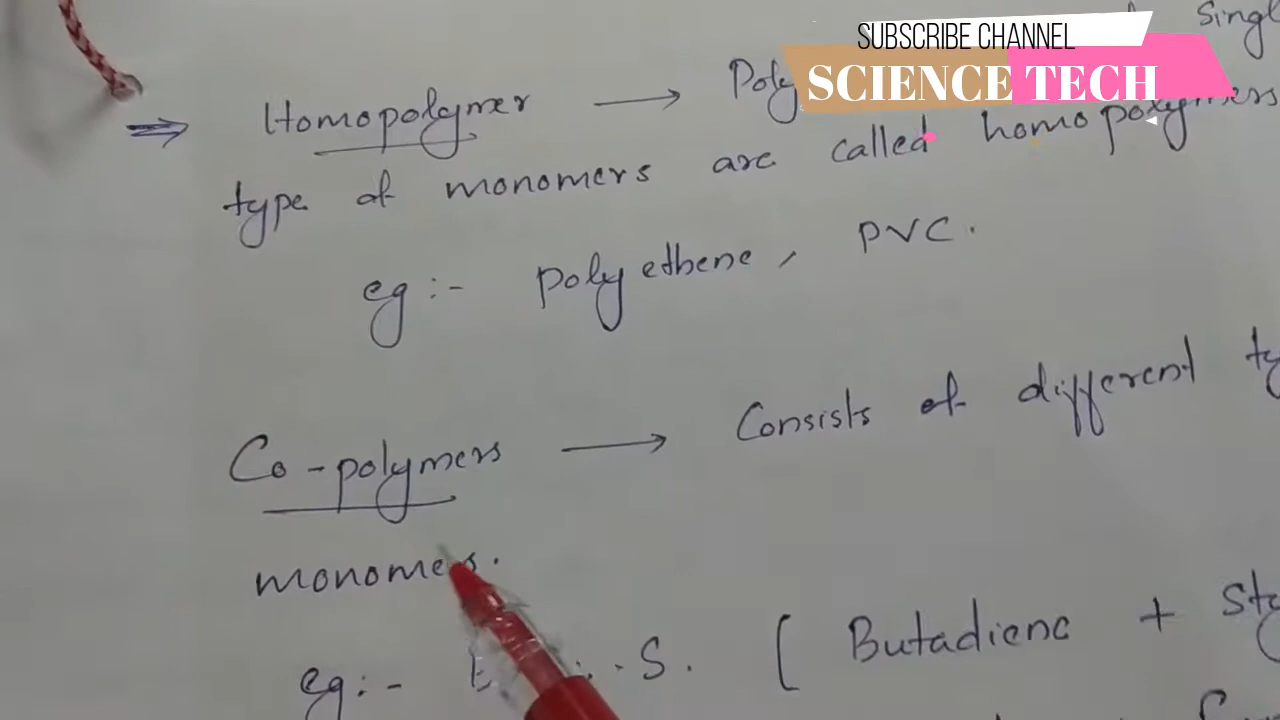 SUBSCRIBE CHANNEL
SCIENCE TECH
Homopolymer → Poly
type of monomers are called homopolymers
eg :- polyethene, PVC.
Co-polymers → Consists of different
monomers.
eg :- S. [ Butadiene +